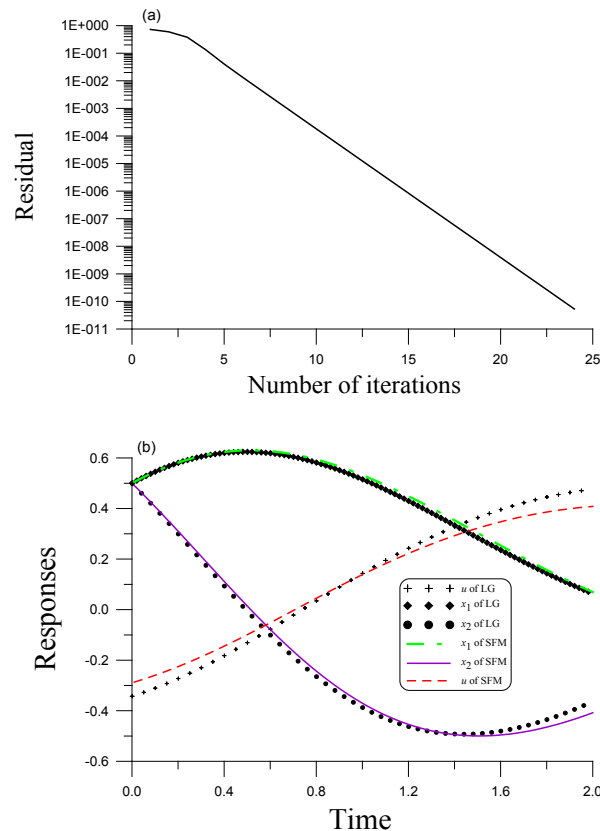 (a)
1E+000
1E-001
1E-002
1E-003
1E-004
1E-005
1E-006
1E-007
1E-008
1E-009
1E-010
1E-011
Residual
0 5 10 15 20 25
Number of iterations
(b)
0.6
0.4
0.2
0.0
-0.2
-0.4
-0.6
Responses
u of LG
x1 of LG
x2 of LG
x1 of SFM
x2 of SFM
u of SFM
0.0 0.4 0.8 1.2 1.6 2.0
Time